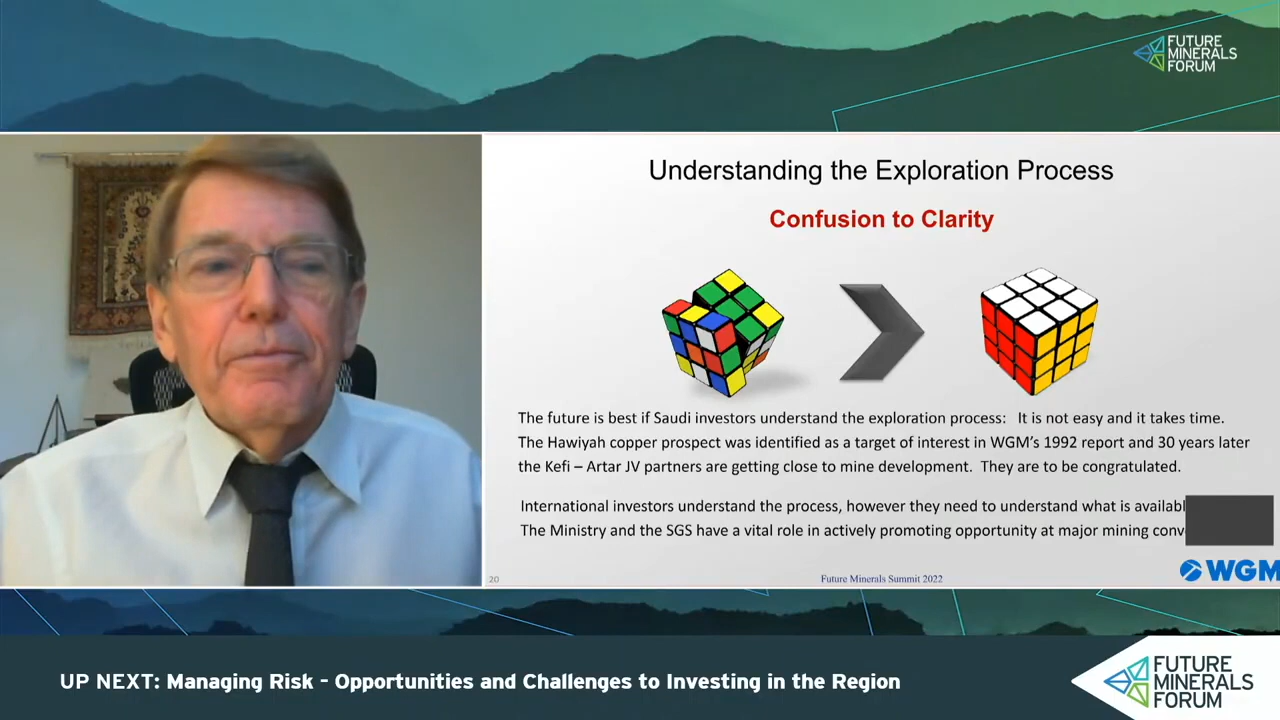 FUTURE
MINERALS
FORUM
Understanding the Exploration Process
Confusion to Clarity
The future is best if Saudi investors understand the exploration process: It is not easy and it takes time.
The Hawiyah copper prospect was identified as a target of interest in WGM's 1992 report and 30 years later
the Kefi – Artar JV partners are getting close to mine development. They are to be congratulated.
International investors understand the process, however they need to understand what is availabl
The Ministry and the SGS have a vital role in actively promoting opportunity at major mining conv
WGM
20
Future Minerals Summit 2022
UP NEXT: Managing Risk - Opportunities and Challenges to Investing in the Region
FUTURE
MINERALS
FORUM